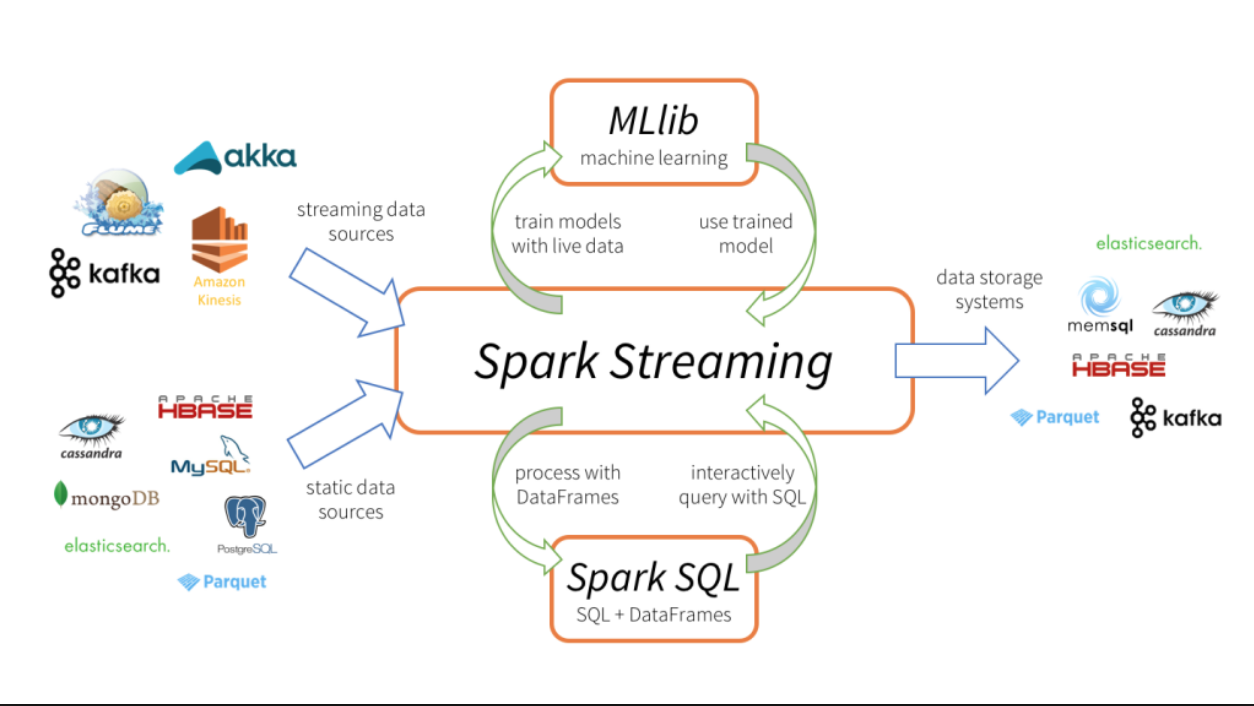 MLlib
machine learning
akka
FLUME
streaming data
sources
train models
with live data
use trained
model
kafka
Amazon
Kinesis
elasticsearch.
data storage
systems
memsql
cassandra
Spark Streaming
APACHE
HBASE
Parquet
kafka
APACHE
HBASE
cassandra
MySQL®
process with
DataFrames
interactively
query with SQL
static data
sources
mongoDB
PostgreSQL
elasticsearch.
Parquet
Spark SQL
SQL + DataFrames